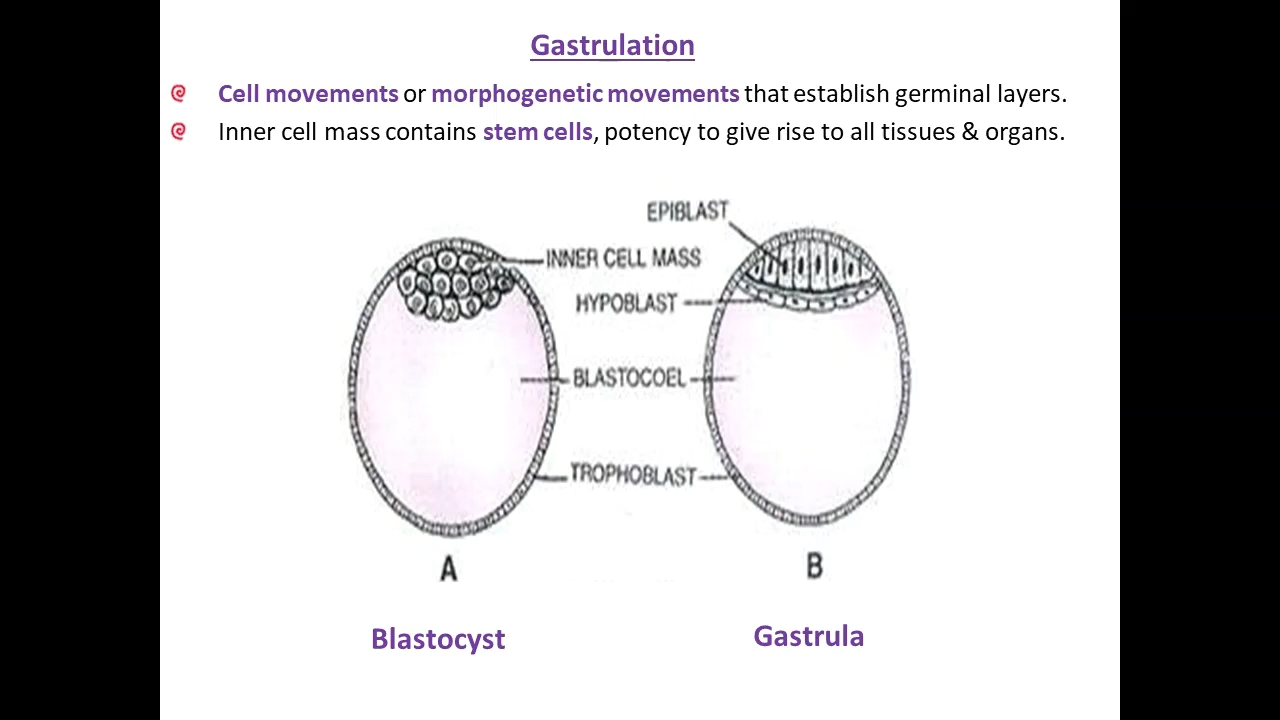 Gastrulation
Cell movements or morphogenetic movements that establish germinal layers.
Inner cell mass contains stem cells, potency to give rise to all tissues & organs.
EPIBLAST
INNER CELL MASS
HYPOBLAST
BLASTOCOEL
TROPHOBLAST
A
B
Blastocyst
Gastrula